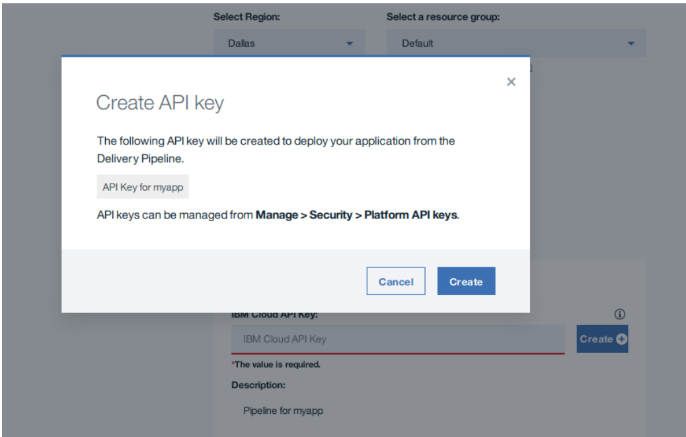 Select Region:
Select a resource group:
Dallas
Default
Create API key
The following API key will be created to deploy your application from the
Delivery Pipeline.
API Key for myapp
API keys can be managed from Manage > Security > Platform API keys.
Cancel
Create
IBM Cloud API Key:
IBM Cloud API Key
Create
*The value is required.
Description:
Pipeline for myapp